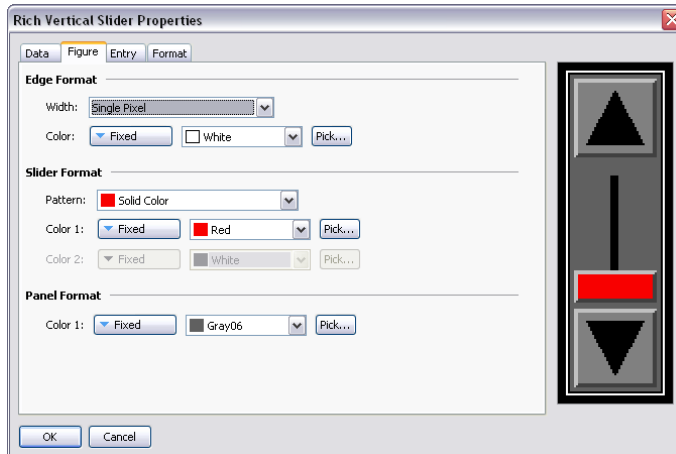 Rich Vertical Slider Properties
Data Figure Entry Format
Edge Format
Width: Single Pixel
Color: Fixed White Pick...
Slider Format
Pattern: Solid Color
Color 1: Fixed Red Pick...
Color 2: Fixed White Pick...
Panel Format
Color 1: Fixed Gray06 Pick...
OK Cancel